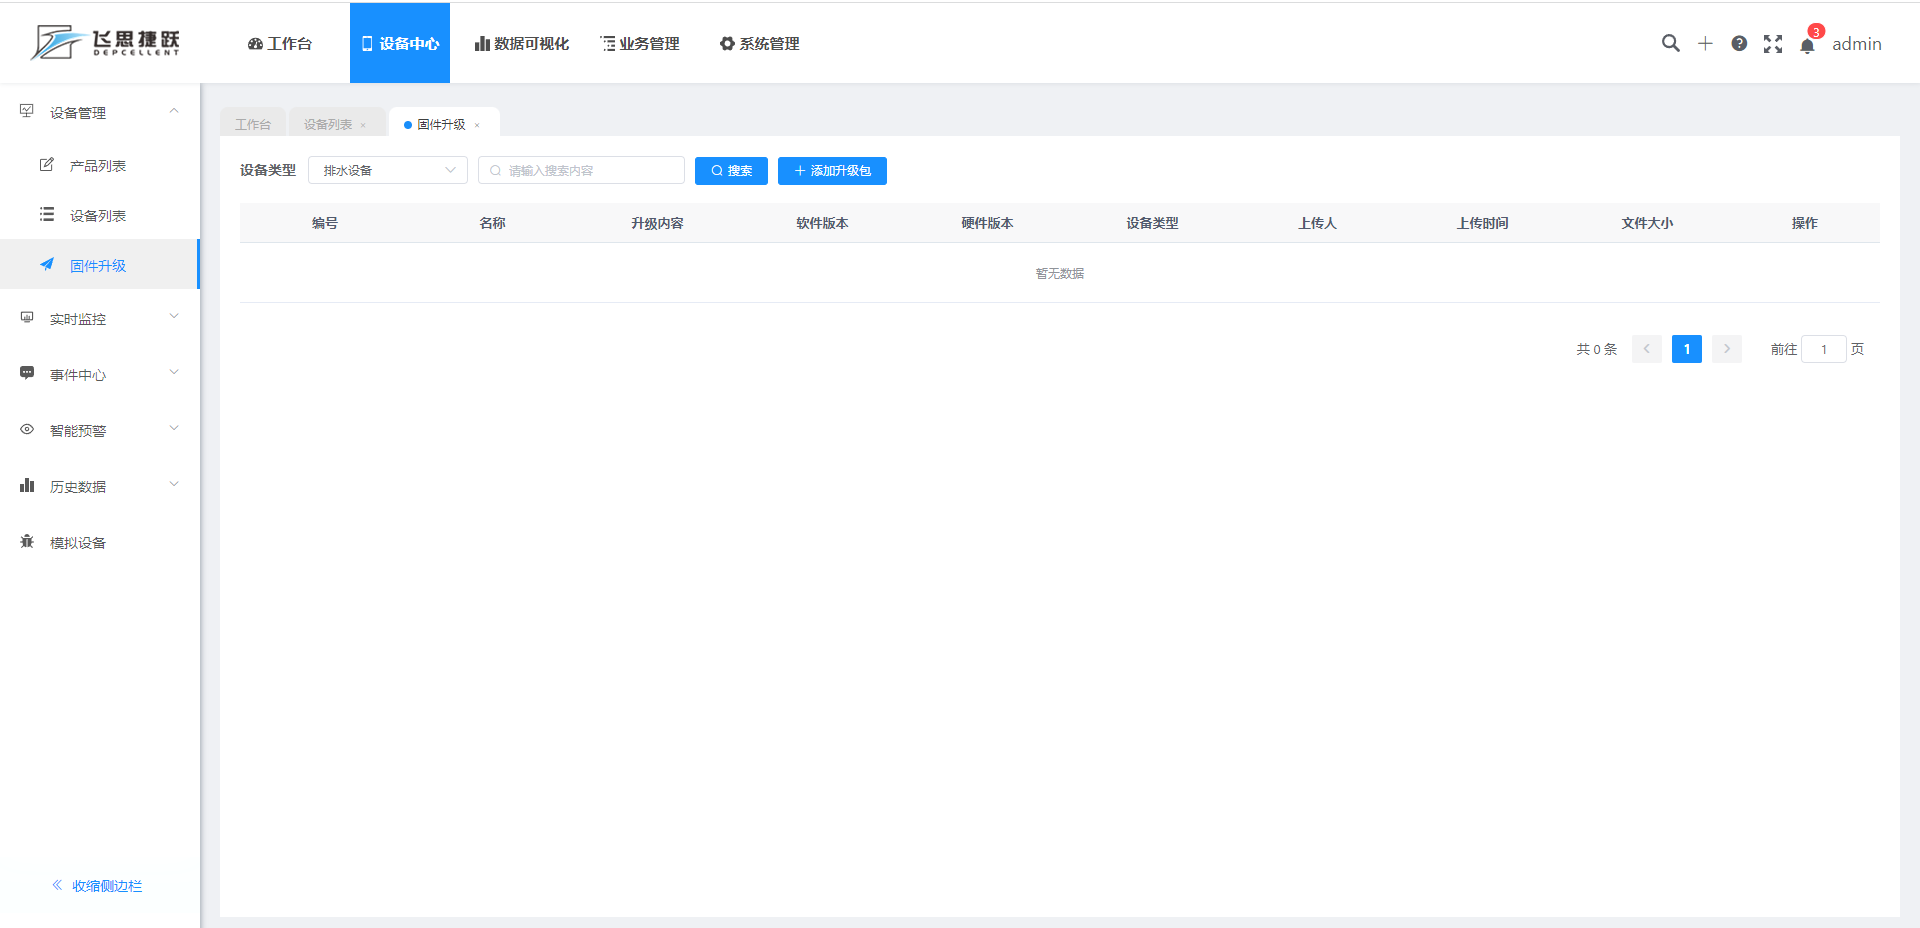 飞思捷跃
DEPCELLENT
工作台
设备中心
数据可视化
业务管理
系统管理
3
admin
设备管理
产品列表
设备列表
固件升级
实时监控
事件中心
智能预警
历史数据
模拟设备
收缩侧边栏
工作台
设备列表 ×
固件升级 ×
设备类型
排水设备
请输入搜索内容
搜索
添加升级包
编号 名称 升级内容 软件版本 硬件版本 设备类型 上传人 上传时间 文件大小 操作
暂无数据
共 0 条 1 前往 1 页